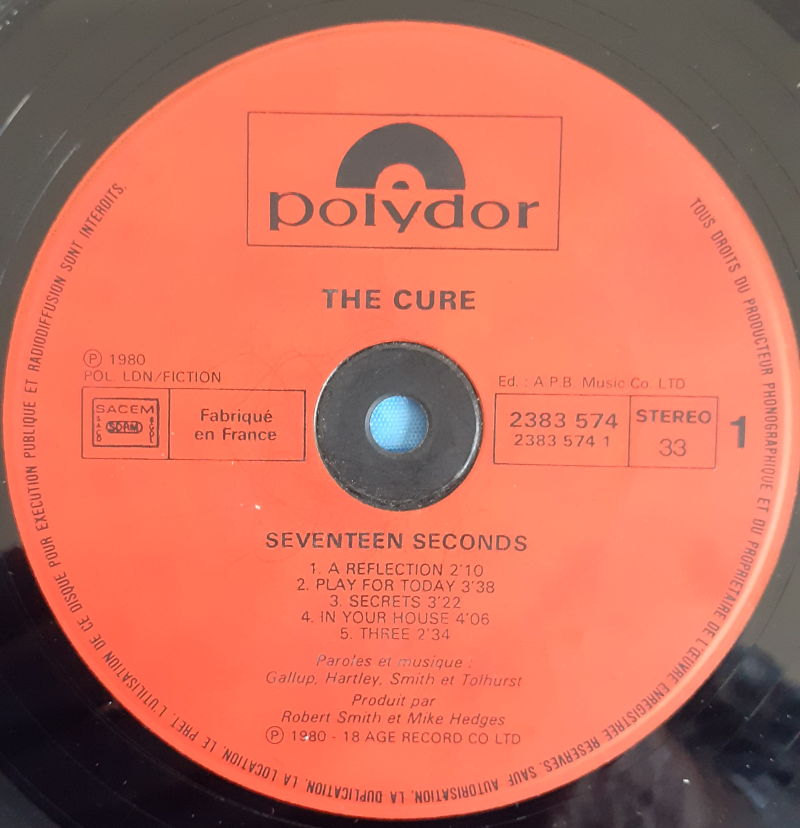 polydor
THE CURE
℗ 1980
POL. LDN/FICTION
SACEM
SACD
SDRM
SGDL
Fabriqué
en France
Ed. : A.P.B. Music Co. LTD
2383 574
2383 574 1
STEREO
33
1
SEVENTEEN SECONDS
1. A REFLECTION 2'10
2. PLAY FOR TODAY 3'38
3. SECRETS 3'22
4. IN YOUR HOUSE 4'06
5. THREE 2'34
Paroles et musique :
Gallup, Hartley, Smith et Tolhurst
Produit par
Robert Smith et Mike Hedges
℗ 1980 - 18 AGE RECORD CO LTD
TOUS DROITS DU PRODUCTEUR PHONOGRAPHIQUE ET DU PROPRIETAIRE DE L'ŒUVRE ENREGISTREE RESERVES. SAUF AUTORISATION, LA DUPLICATION, LA LOCATION, LE PRET, L'UTILISATION DE CE DISQUE POUR EXECUTION PUBLIQUE ET RADIODIFFUSION SONT INTERDITS.